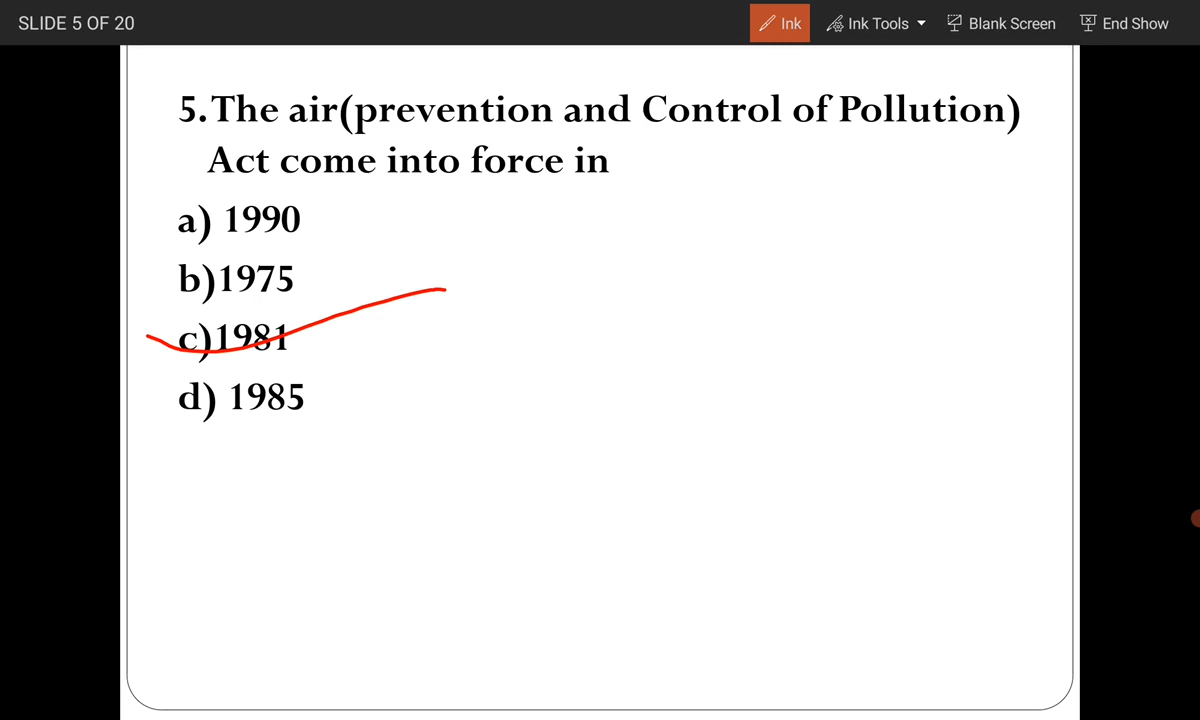 SLIDE 5 OF 20
Ink
Ink Tools
Blank Screen
End Show
5.The air(prevention and Control of Pollution)
Act come into force in
a) 1990
b)1975
c)1981
d) 1985